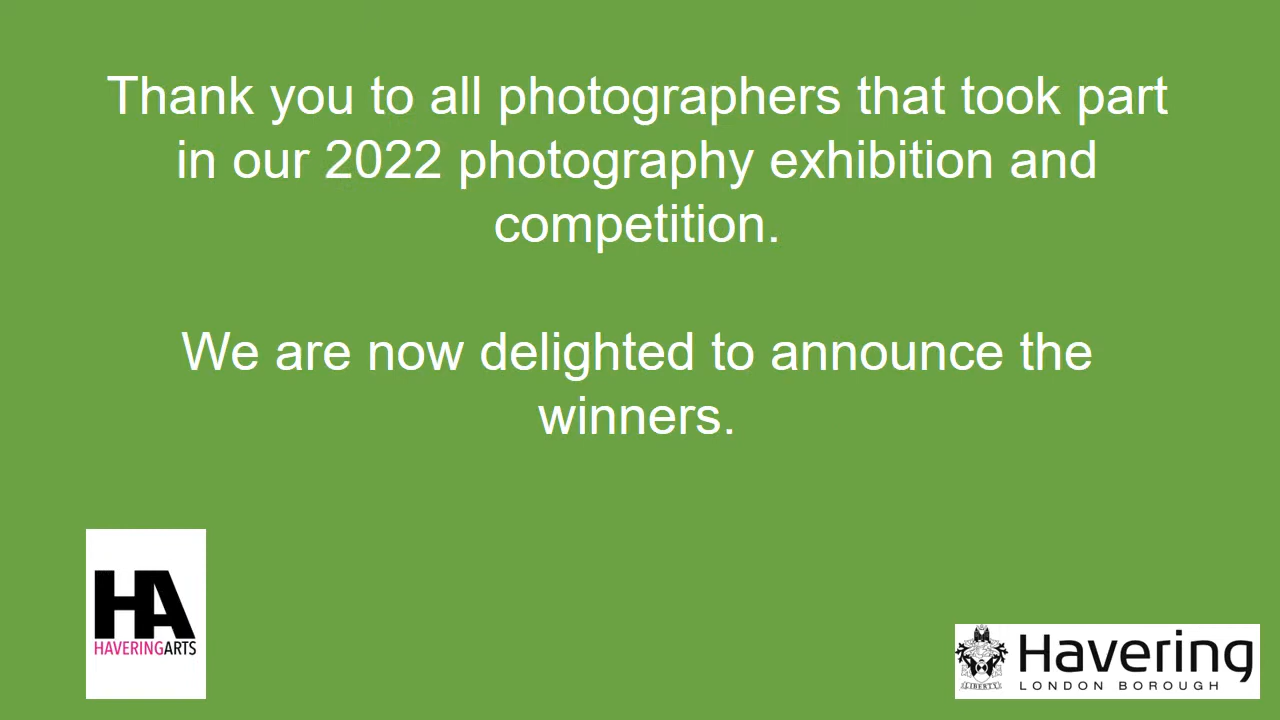 Thank you to all photographers that took part
in our 2022 photography exhibition and
competition.
We are now delighted to announce the
winners.
HA
HAVERINGARTS
Havering
LONDON BOROUGH
LIBERTY